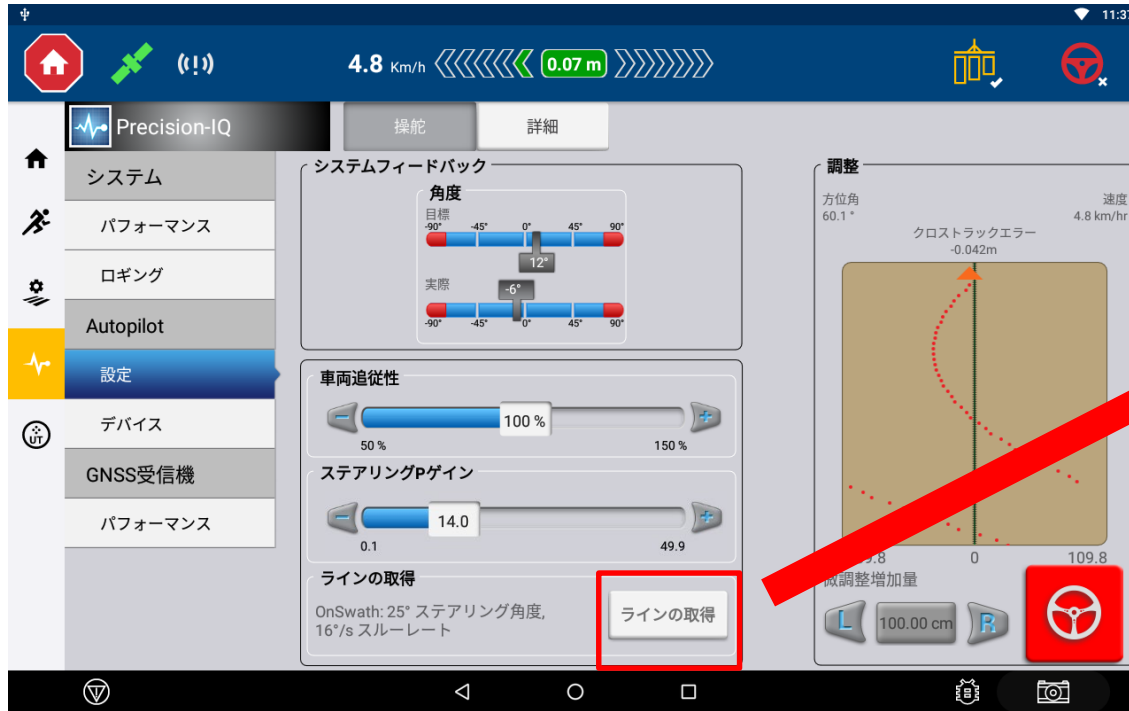 11:37
4.8 Km/h 0.07 m
Precision-IQ
操舵
詳細
システム
パフォーマンス
ロギング
Autopilot
設定
デバイス
GNSS受信機
パフォーマンス
UT
システムフィードバック
角度
目標
-90° -45° 0° 45° 90°
12°
実際
-6°
-90° -45° 0° 45° 90°
車両追従性
100 %
50 % 150 %
ステアリングPゲイン
14.0
0.1 49.9
ラインの取得
OnSwath: 25° ステアリング角度,
16°/s スルーレート
ラインの取得
調整
方位角 速度
60.1 ° 4.8 km/hr
クロストラックエラー
-0.042m
0 109.8
微調整増加量
L 100.00 cm R